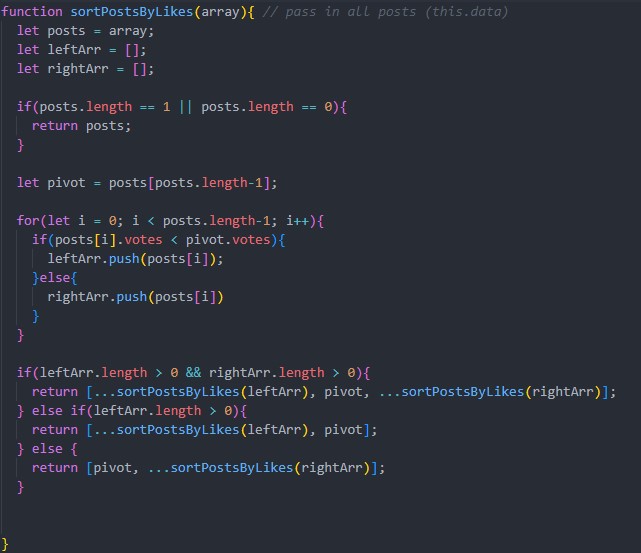 function sortPostsByLikes(array){ // pass in all posts (this.data)
  let posts = array;
  let leftArr = [];
  let rightArr = [];

  if(posts.length == 1 || posts.length == 0){
    return posts;
  }

  let pivot = posts[posts.length-1];

  for(let i = 0; i < posts.length-1; i++){
    if(posts[i].votes < pivot.votes){
      leftArr.push(posts[i]);
    }else{
      rightArr.push(posts[i])
    }
  }

  if(leftArr.length > 0 && rightArr.length > 0){
    return [...sortPostsByLikes(leftArr), pivot, ...sortPostsByLikes(rightArr)];
  } else if(leftArr.length > 0){
    return [...sortPostsByLikes(leftArr), pivot];
  } else {
    return [pivot, ...sortPostsByLikes(rightArr)];
  }


}